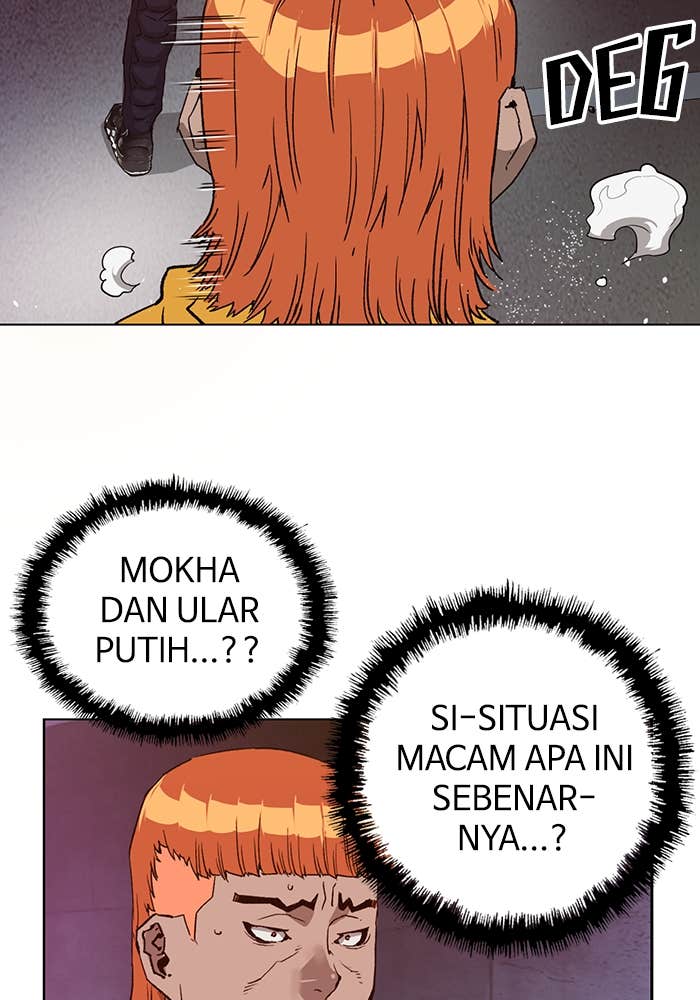 DEG
MOKHA
DAN ULAR
PUTIH...??
SI-SITUASI
MACAM APA INI
SEBENAR-
NYA...?